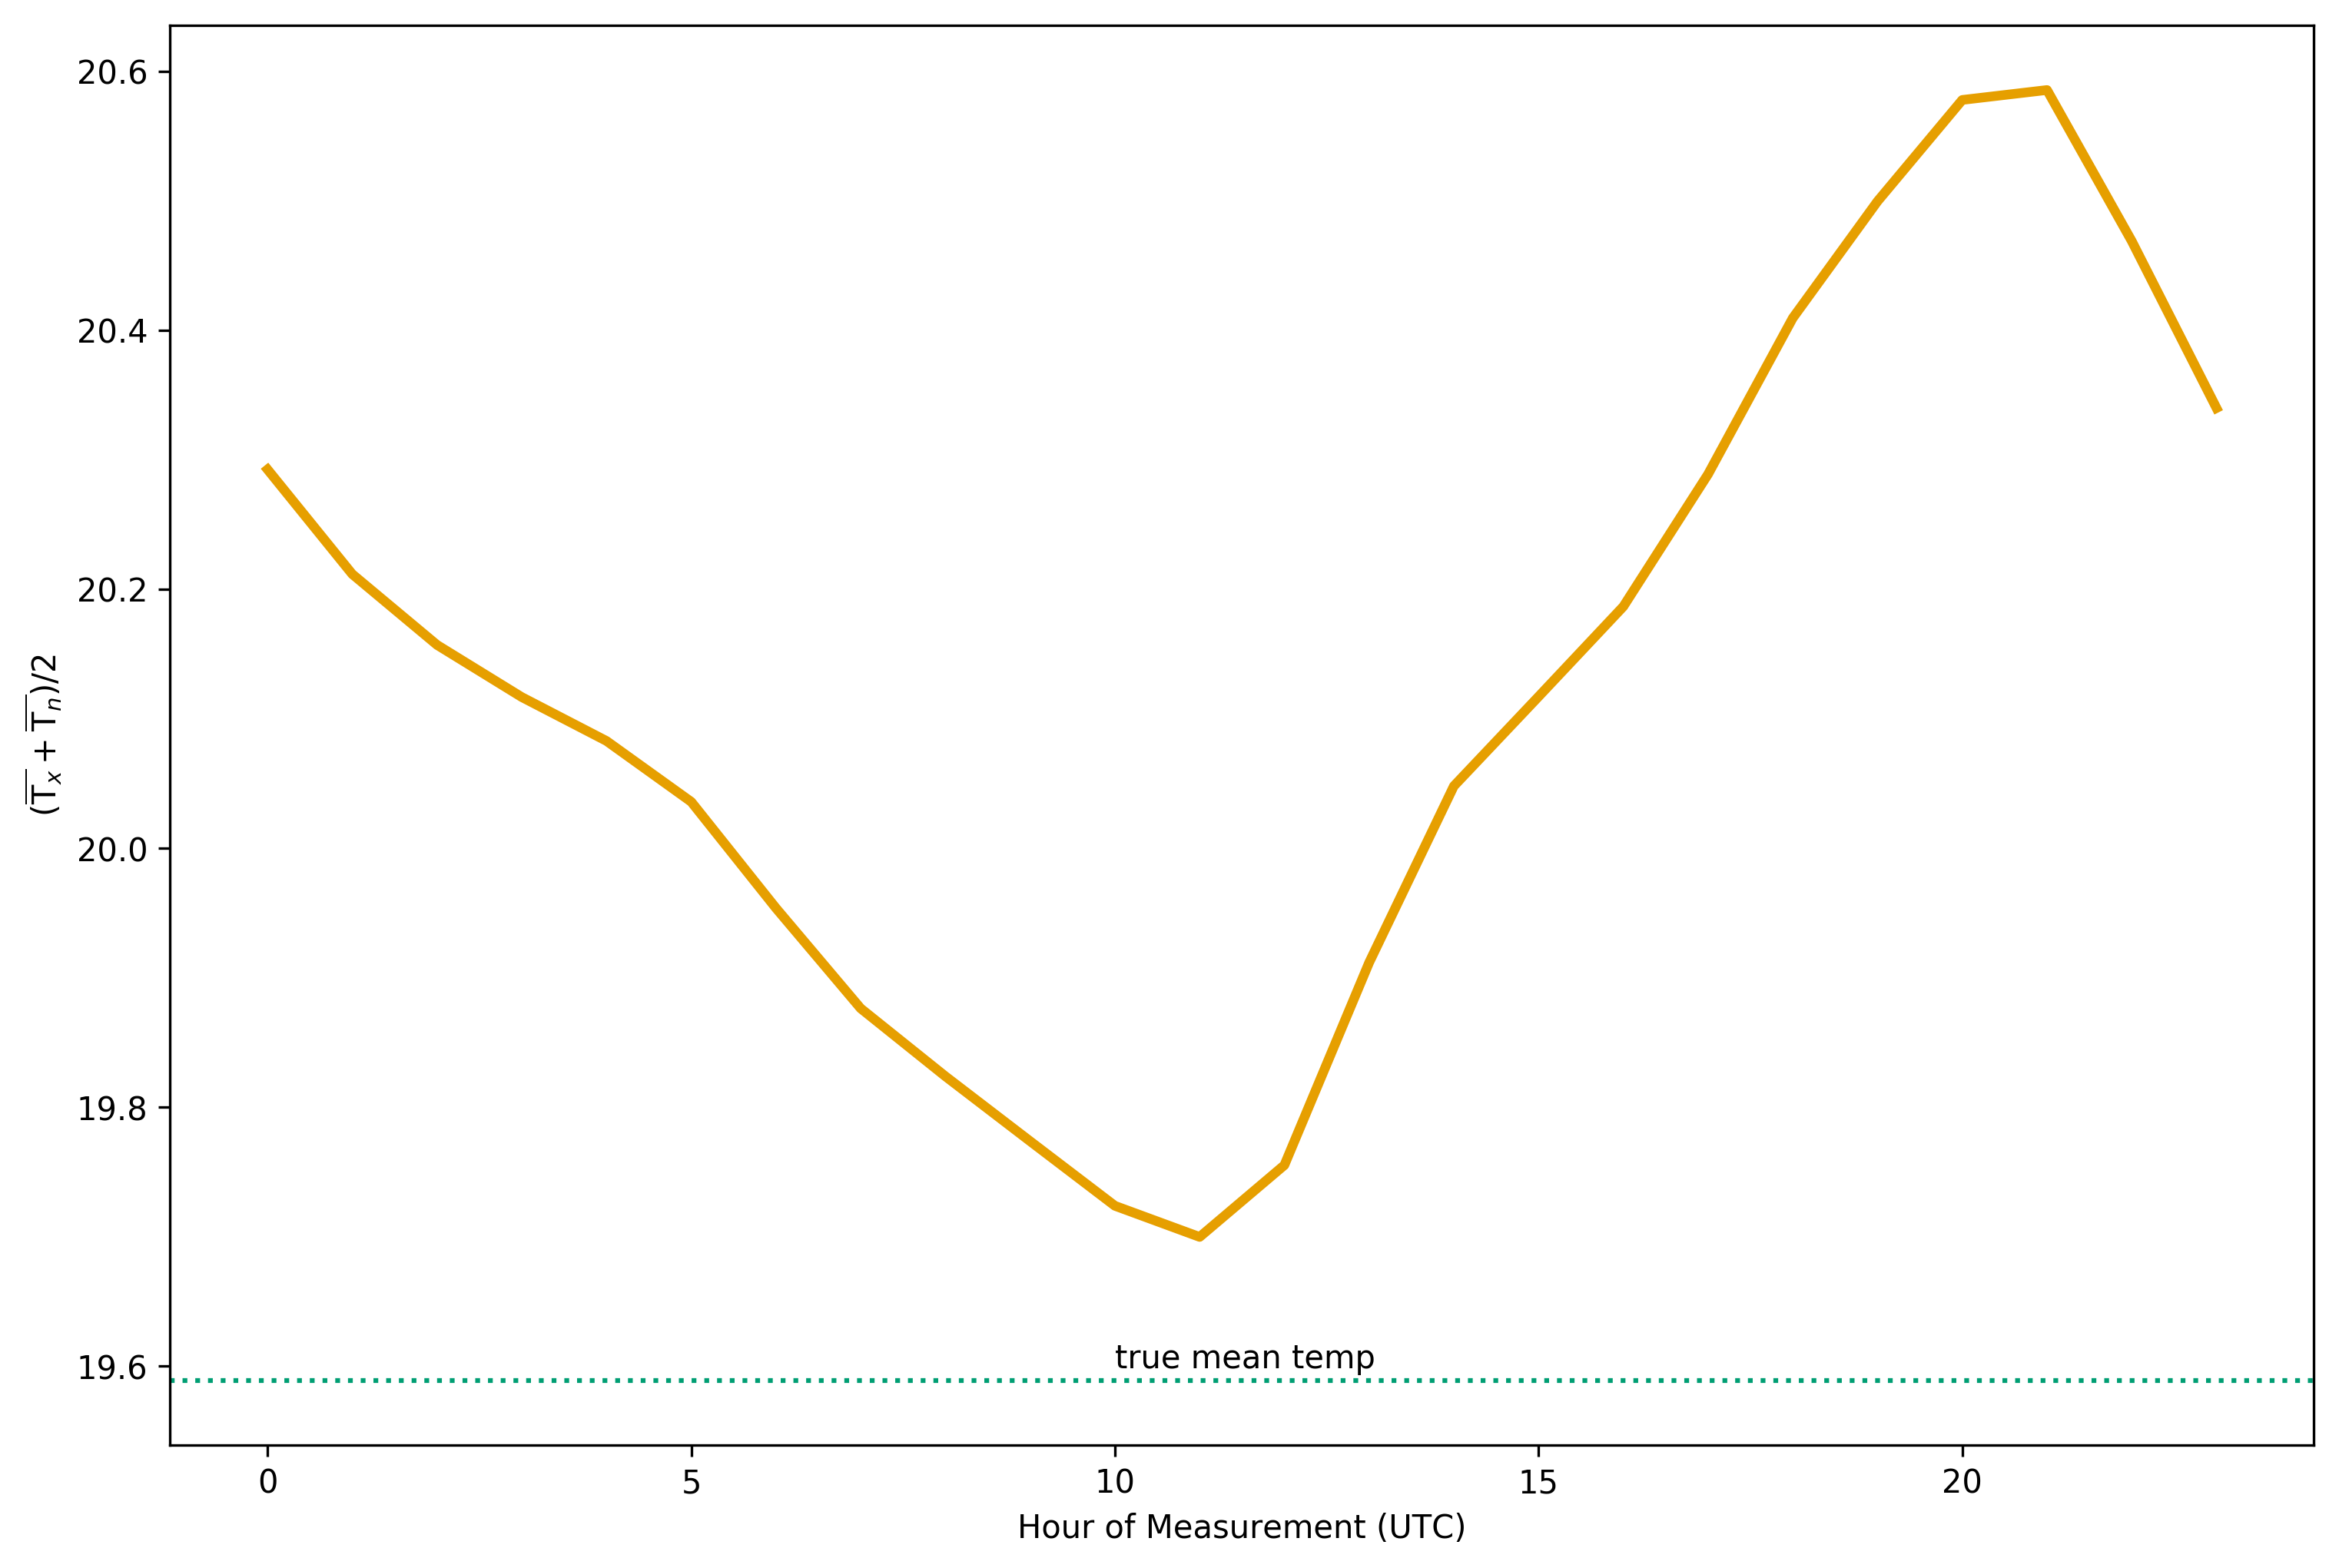 20.6
20.4
20.2
20.0
19.8
19.6
(T̅ₓ + T̅ₙ)/2
true mean temp
0 5 10 15 20
Hour of Measurement (UTC)